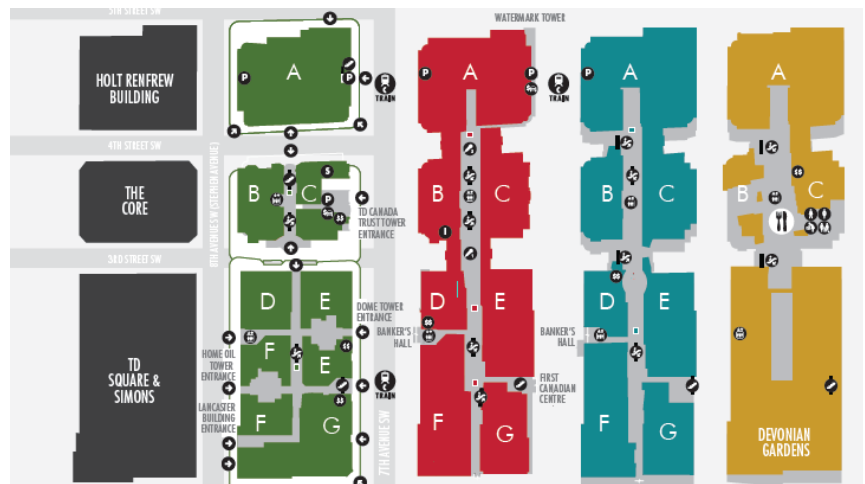 5TH STREET SW
WATERMARK TOWER
HOLT RENFREW
BUILDING
A
P
P
TRAIN
A
P
P
TRAIN
A
P
A
4TH STREET SW
8TH AVENUE SW (STEPHEN AVENUE)
THE
CORE
B
C
$
P
$$
TD CANADA
TRUST TOWER
ENTRANCE
B
C
B
C
B
C
$$
3RD STREET SW
D
E
DOME TOWER
ENTRANCE
D
E
$$
BANKER'S
HALL
D
E
$$
BANKER'S
HALL
TD
SQUARE &
SIMONS
HOME OIL
TOWER
ENTRANCE
F
E
$$
LANCASTER
BUILDING
ENTRANCE
F
G
$$
TRAIN
7TH AVENUE SW
FIRST
CANADIAN
CENTRE
F
G
F
G
DEVONIAN
GARDENS